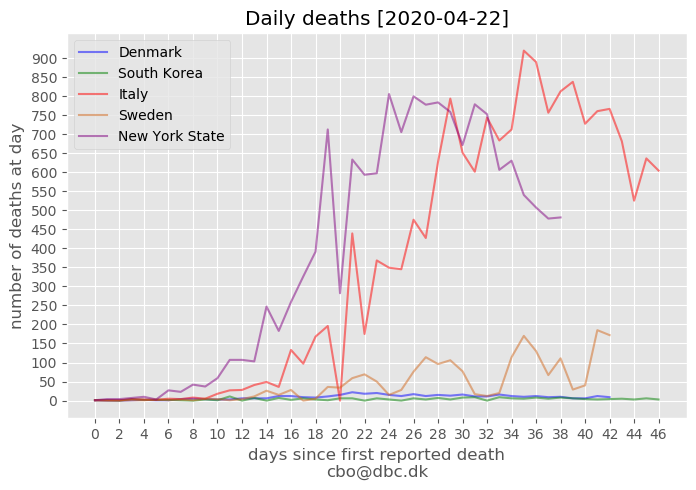 Daily deaths [2020-04-22]
Denmark
South Korea
Italy
Sweden
New York State
number of deaths at day
900
850
800
750
700
650
600
550
500
450
400
350
300
250
200
150
100
50
0
0 2 4 6 8 10 12 14 16 18 20 22 24 26 28 30 32 34 36 38 40 42 44 46
days since first reported death
cbo@dbc.dk